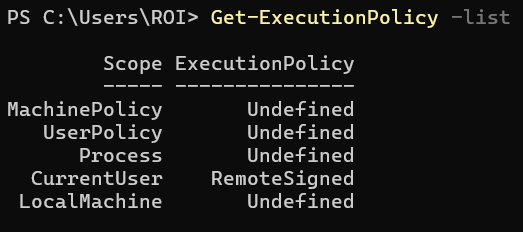 PS C:\Users\ROI> Get-ExecutionPolicy -list
Scope ExecutionPolicy
----- ---------------
MachinePolicy Undefined
UserPolicy Undefined
Process Undefined
CurrentUser RemoteSigned
LocalMachine Undefined